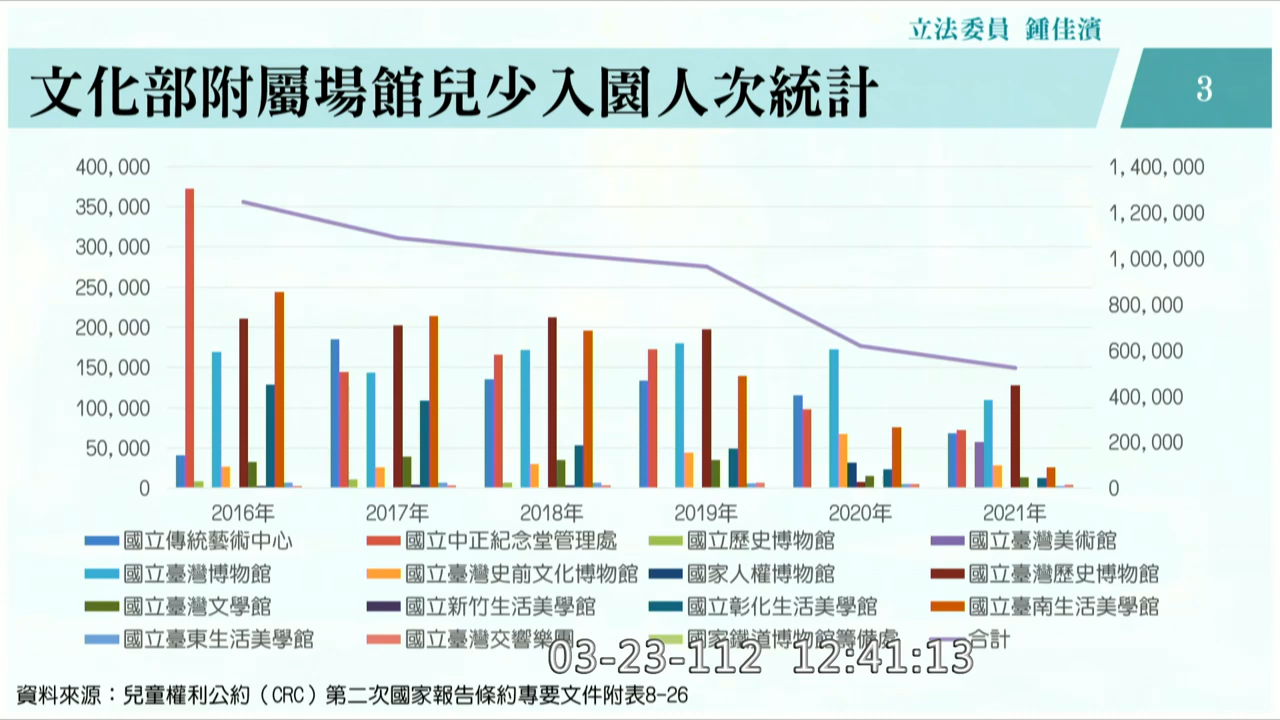 立法委員 鍾佳濱
文化部附屬場館兒少入園人次統計
3
400,000
350,000
300,000
250,000
200,000
150,000
100,000
50,000
0
1,400,000
1,200,000
1,000,000
800,000
600,000
400,000
200,000
0
2016年 2017年 2018年 2019年 2020年 2021年
國立傳統藝術中心 國立中正紀念堂管理處 國立歷史博物館 國立臺灣美術館
國立臺灣博物館 國立臺灣史前文化博物館 國家人權博物館 國立臺灣歷史博物館
國立臺灣文學館 國立新竹生活美學館 國立彰化生活美學館 國立臺南生活美學館
國立臺東生活美學館 國立臺灣交響樂團 國家鐵道博物館籌備處 合計
03-23-112 12:41:13
資料來源：兒童權利公約（CRC）第二次國家報告條約專要文件附表8-26